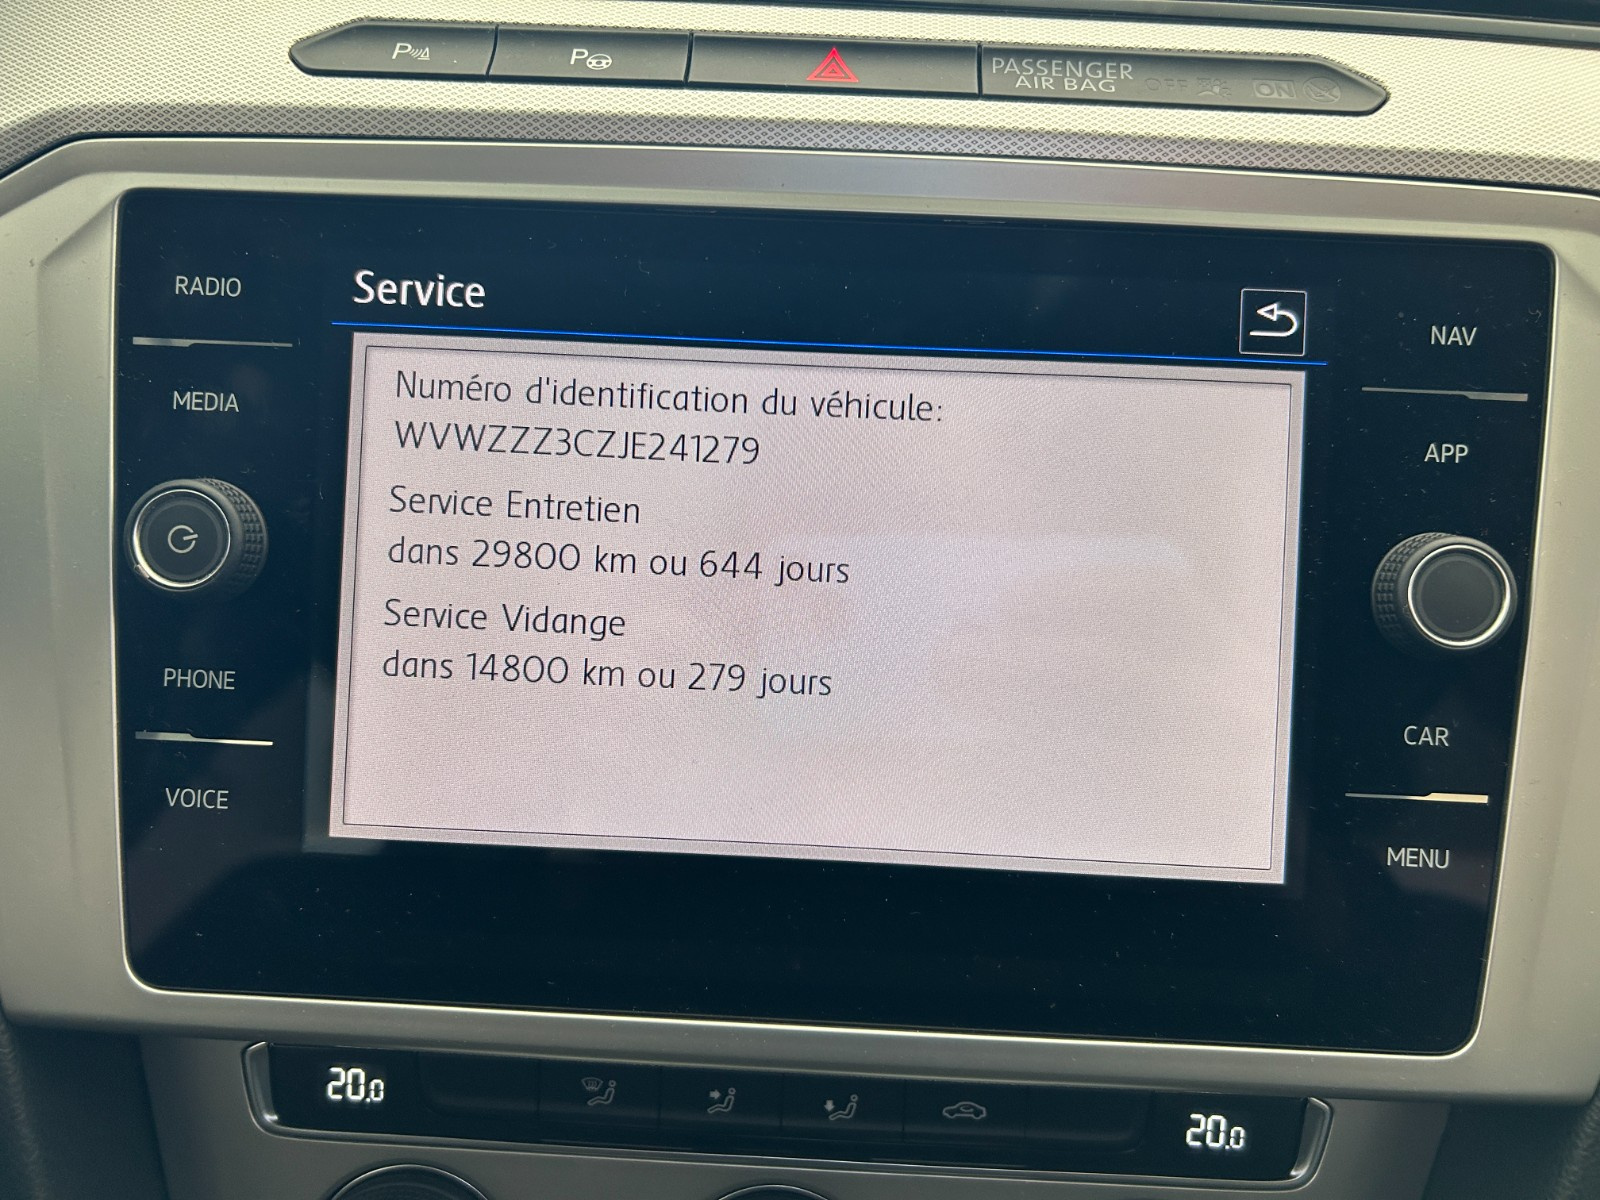 P
P
PASSENGER
AIR BAG OFF ON
Service
RADIO
MEDIA
PHONE
VOICE
Numéro d'identification du véhicule:
WVWZZZ3CZJE241279
Service Entretien
dans 29800 km ou 644 jours
Service Vidange
dans 14800 km ou 279 jours
NAV
APP
CAR
MENU
20.0
20.0